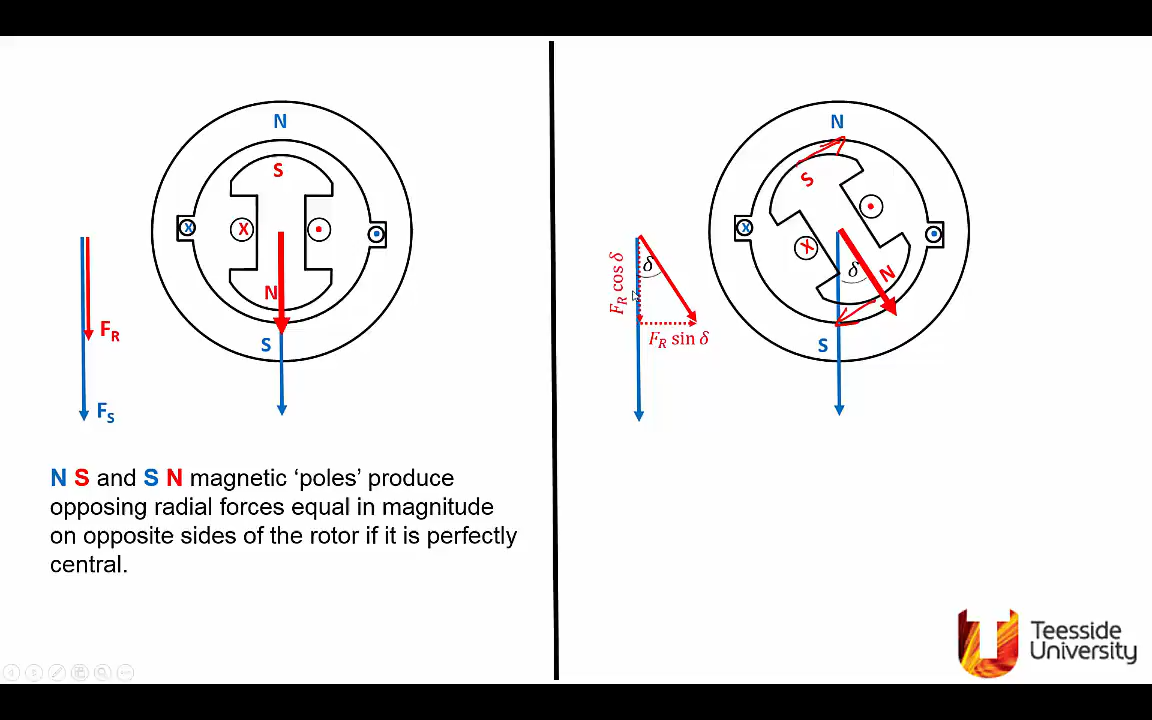 N
S
X
X
N
S
F_R
F_S
N S and S N magnetic ‘poles’ produce
opposing radial forces equal in magnitude
on opposite sides of the rotor if it is perfectly
central.
N
S
X
X
N
S
δ
δ
F_R cos δ
F_R sin δ
Teesside
University